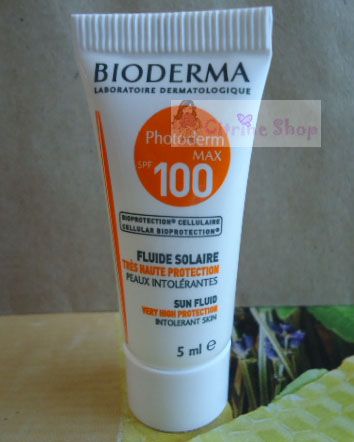 BIODERMA
LABORATOIRE DERMATOLOGIQUE
Citrine Shop
Photoderm
MAX
SPF 100
BIOPROTECTION® CELLULAIRE
CELLULAR BIOPROTECTION®
FLUIDE SOLAIRE
TRÈS HAUTE PROTECTION
PEAUX INTOLÉRANTES
SUN FLUID
VERY HIGH PROTECTION
INTOLERANT SKIN
5 ml e